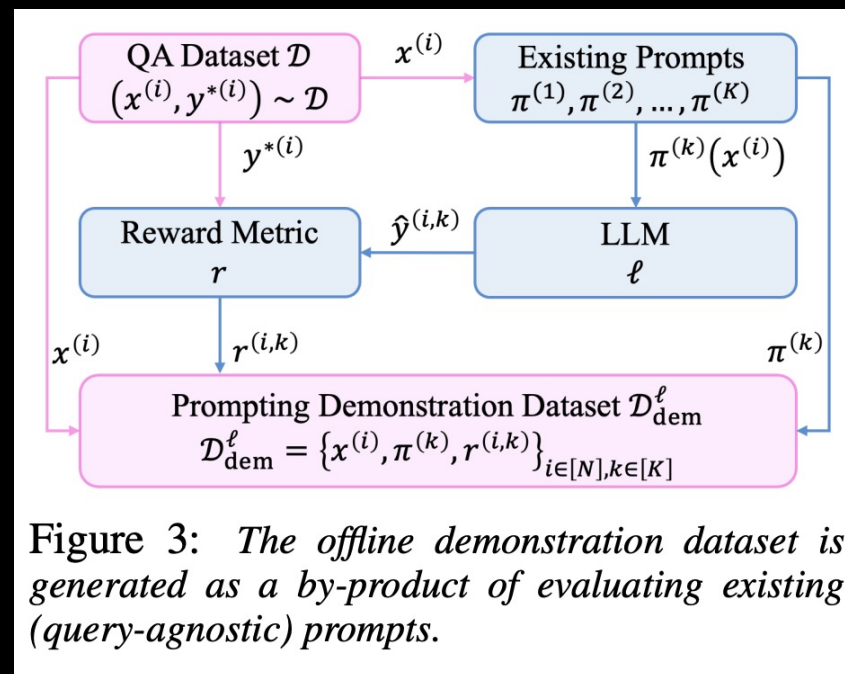 QA Dataset 𝒟
(x^(i), y^*(i)) ~ 𝒟
x^(i)
Existing Prompts
π^(1), π^(2), ..., π^(K)
y^*(i)
π^(k)(x^(i))
Reward Metric
r
ŷ^(i,k)
LLM
ℓ
x^(i)
r^(i,k)
π^(k)
Prompting Demonstration Dataset 𝒟^ℓ_dem
𝒟^ℓ_dem = {x^(i), π^(k), r^(i,k)}_i∈[N],k∈[K]
Figure 3: The offline demonstration dataset is
generated as a by-product of evaluating existing
(query-agnostic) prompts.